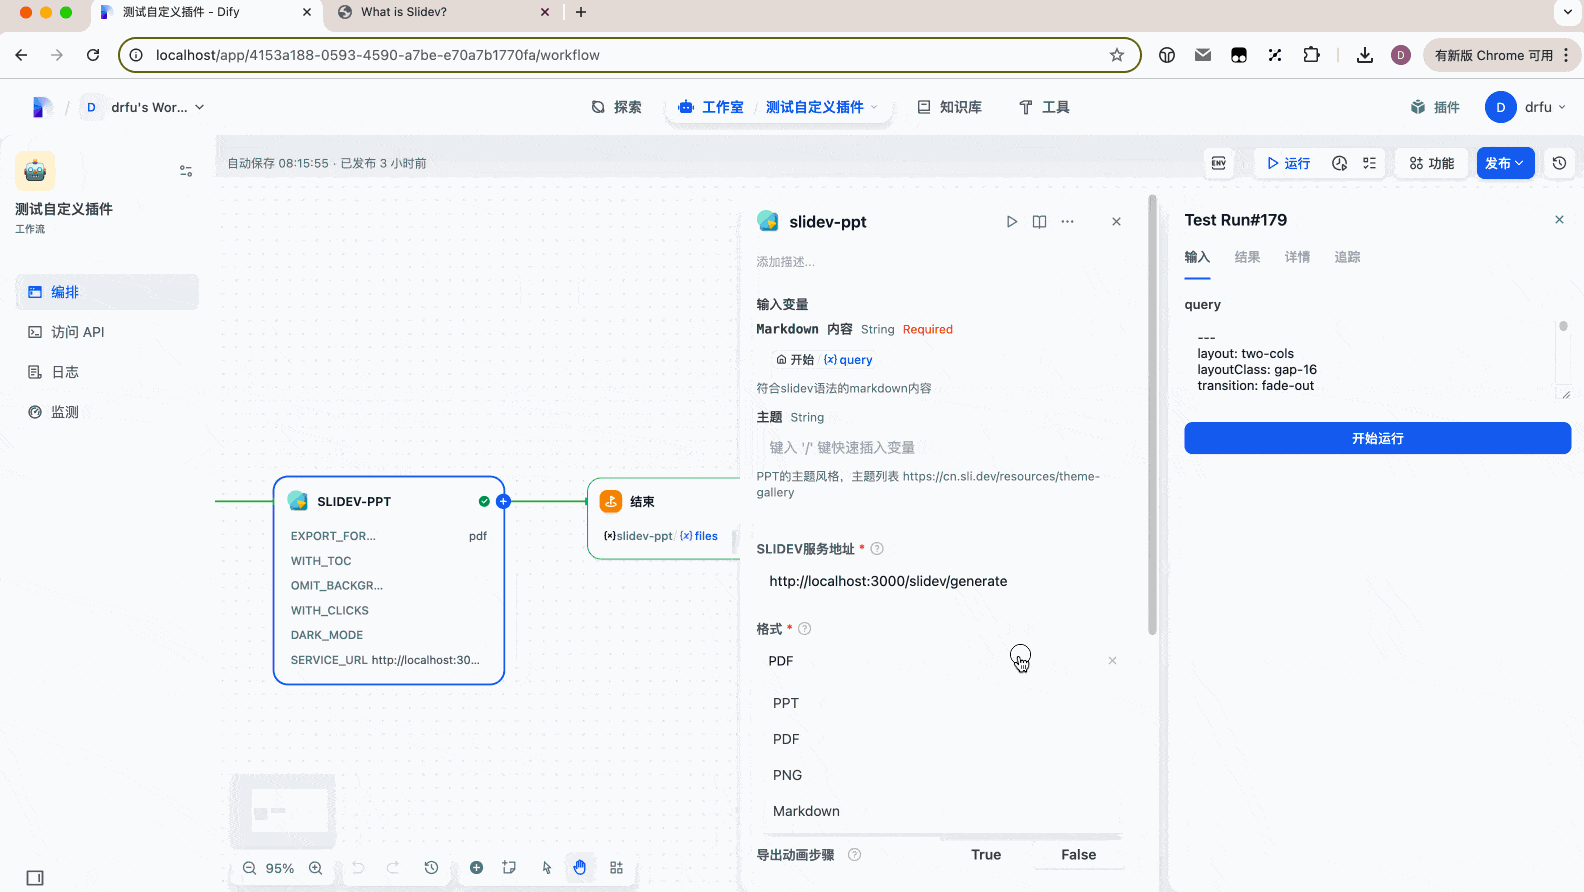 测试自定义插件 - Dify
What is Slidev?
localhost/app/4153a188-0593-4590-a7be-e70a7b1770fa/workflow
D
有新版 Chrome 可用
/
D
drfu's Wor...
探索
工作室
/
测试自定义插件
知识库
工具
插件
D
drfu
自动保存 08:15:55 · 已发布 3 小时前
ENV
运行
功能
发布
测试自定义插件
工作流
编排
访问 API
日志
监测
SLIDEV-PPT
EXPORT_FOR...
pdf
WITH_TOC
OMIT_BACKGR...
WITH_CLICKS
DARK_MODE
SERVICE_URL http://localhost:30...
结束
{x}slidev-ppt / {x} files
95%
slidev-ppt
添加描述...
输入变量
Markdown 内容 String Required
开始 / {x} query
符合slidev语法的markdown内容
主题 String
键入 '/' 键快速插入变量
PPT的主题风格，主题列表 https://cn.sli.dev/resources/theme-
gallery
SLIDEV服务地址 *
http://localhost:3000/slidev/generate
格式 *
PDF
PPT
PDF
PNG
Markdown
导出动画步骤
True
False
Test Run#179
输入
结果
详情
追踪
query
---
layout: two-cols
layoutClass: gap-16
transition: fade-out
开始运行